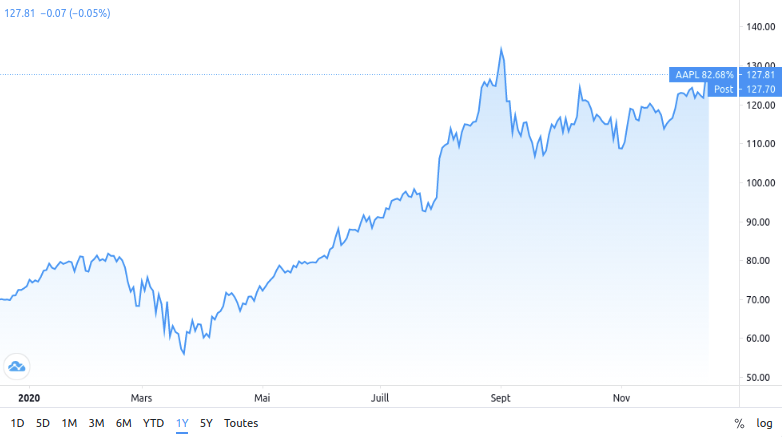 127.81 −0.07 (−0.05%)
140.00
130.00
AAPL 82.68% 127.81
Post 127.70
120.00
110.00
100.00
90.00
80.00
70.00
60.00
50.00
2020 Mars Mai Juill Sept Nov
1D 5D 1M 3M 6M YTD 1Y 5Y Toutes % log